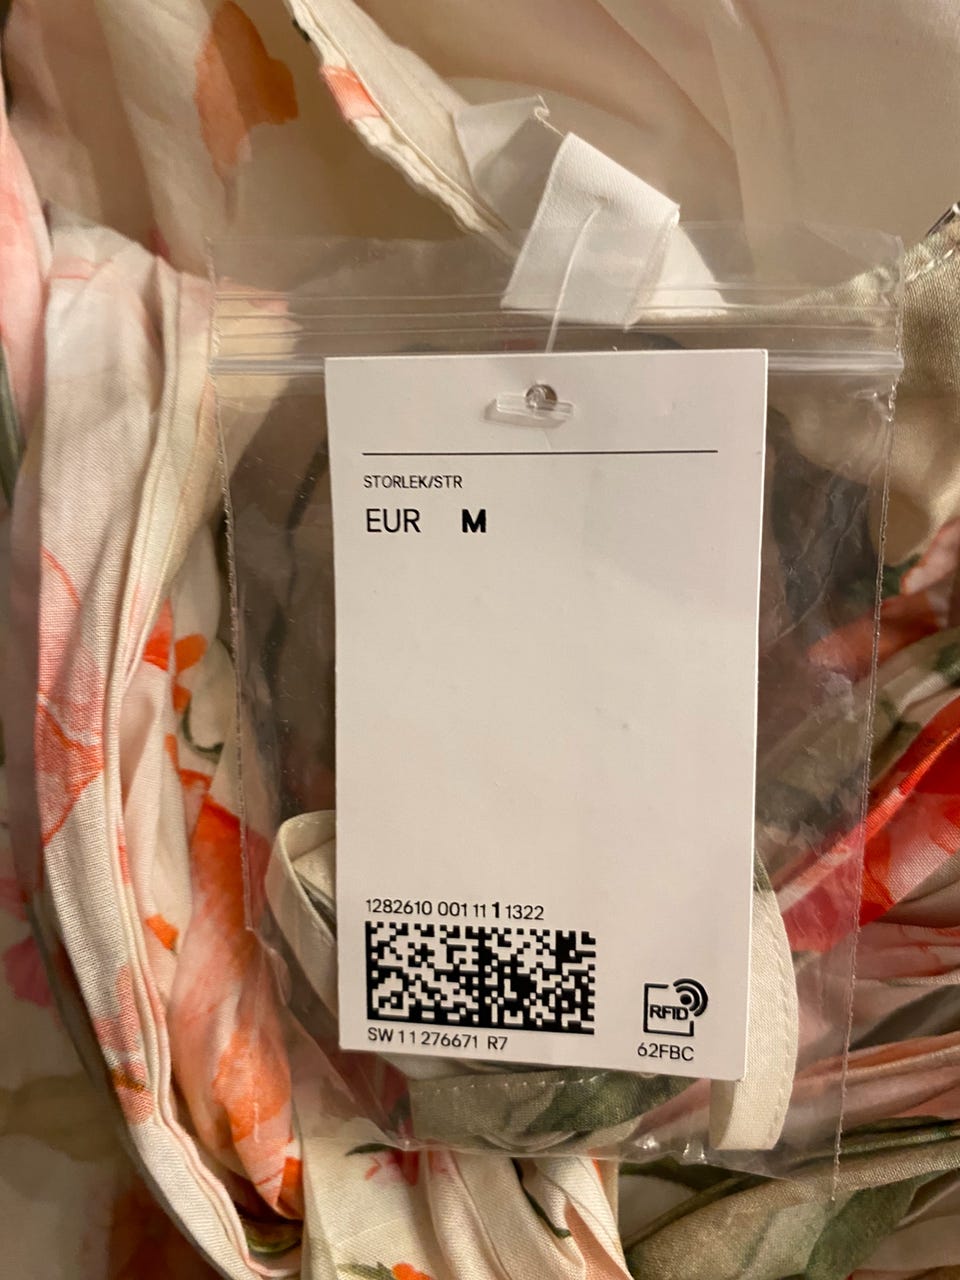 STORLEK/STR
EUR M
1282610 001 11 1 1322
SW 11 276671 R7
RFID
62FBC